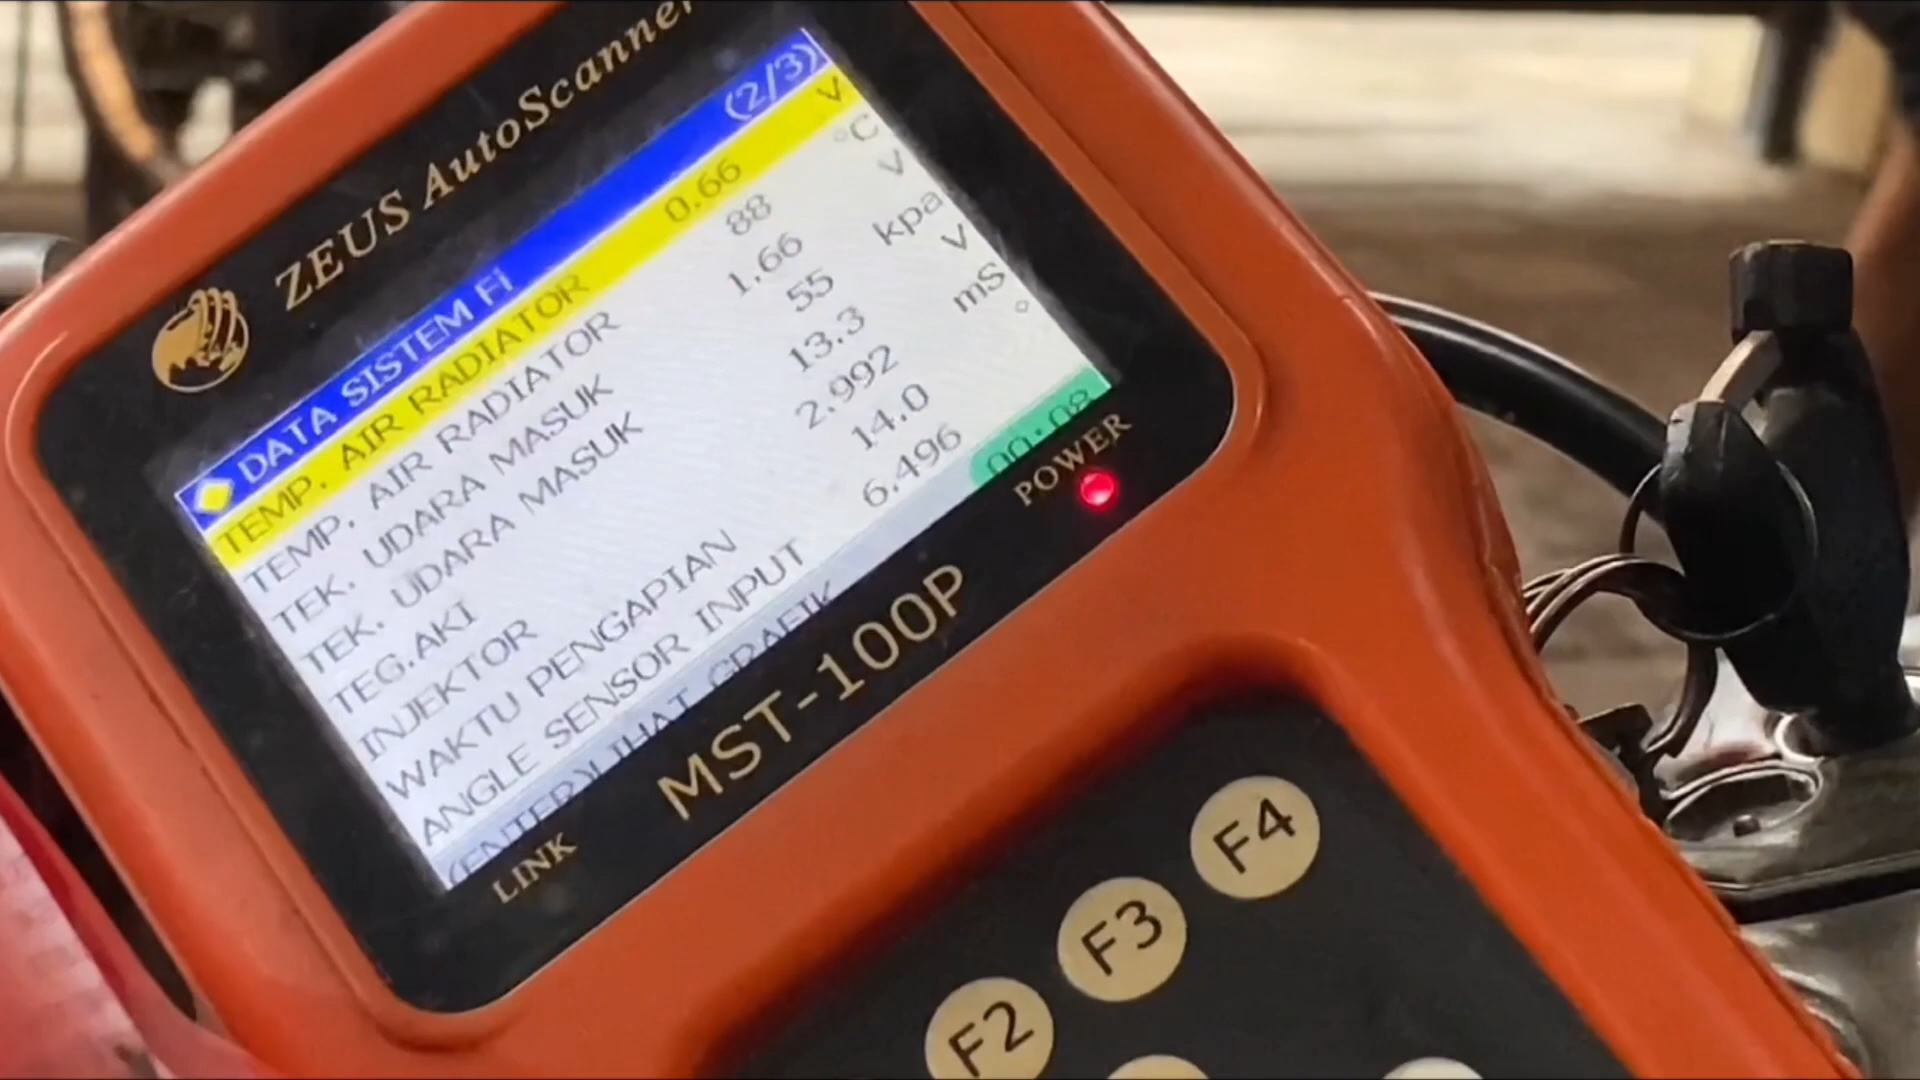 ZEUS AutoScanner
DATA SISTEM Fi (2/3)
TEMP. AIR RADIATOR 0.66 V
TEMP. AIR RADIATOR 88 °C
TEK. UDARA MASUK 1.66 V
TEK. UDARA MASUK 55 kpa
TEG.AKI 13.3 V
INJEKTOR 2.992 mS
WAKTU PENGAPIAN 14.0 °
ANGLE SENSOR INPUT 6.496
(ENTER)LIHAT GRAFIK 00:08
LINK
POWER
MST-100P
F4
F3
F2